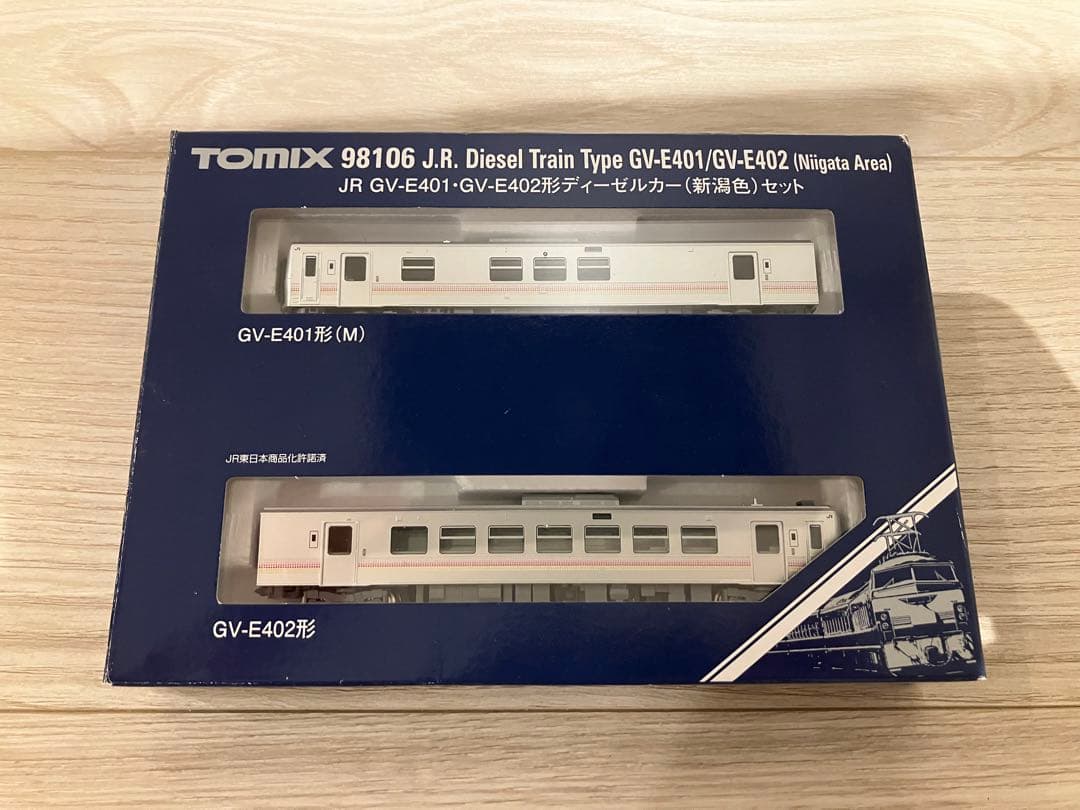 TOMIX 98106 J.R. Diesel Train Type GV-E401/GV-E402 (Niigata Area)
JR GV-E401・GV-E402形ディーゼルカー(新潟色)セット
GV-E401形(M)
JR東日本商品化許諾済
GV-E402形